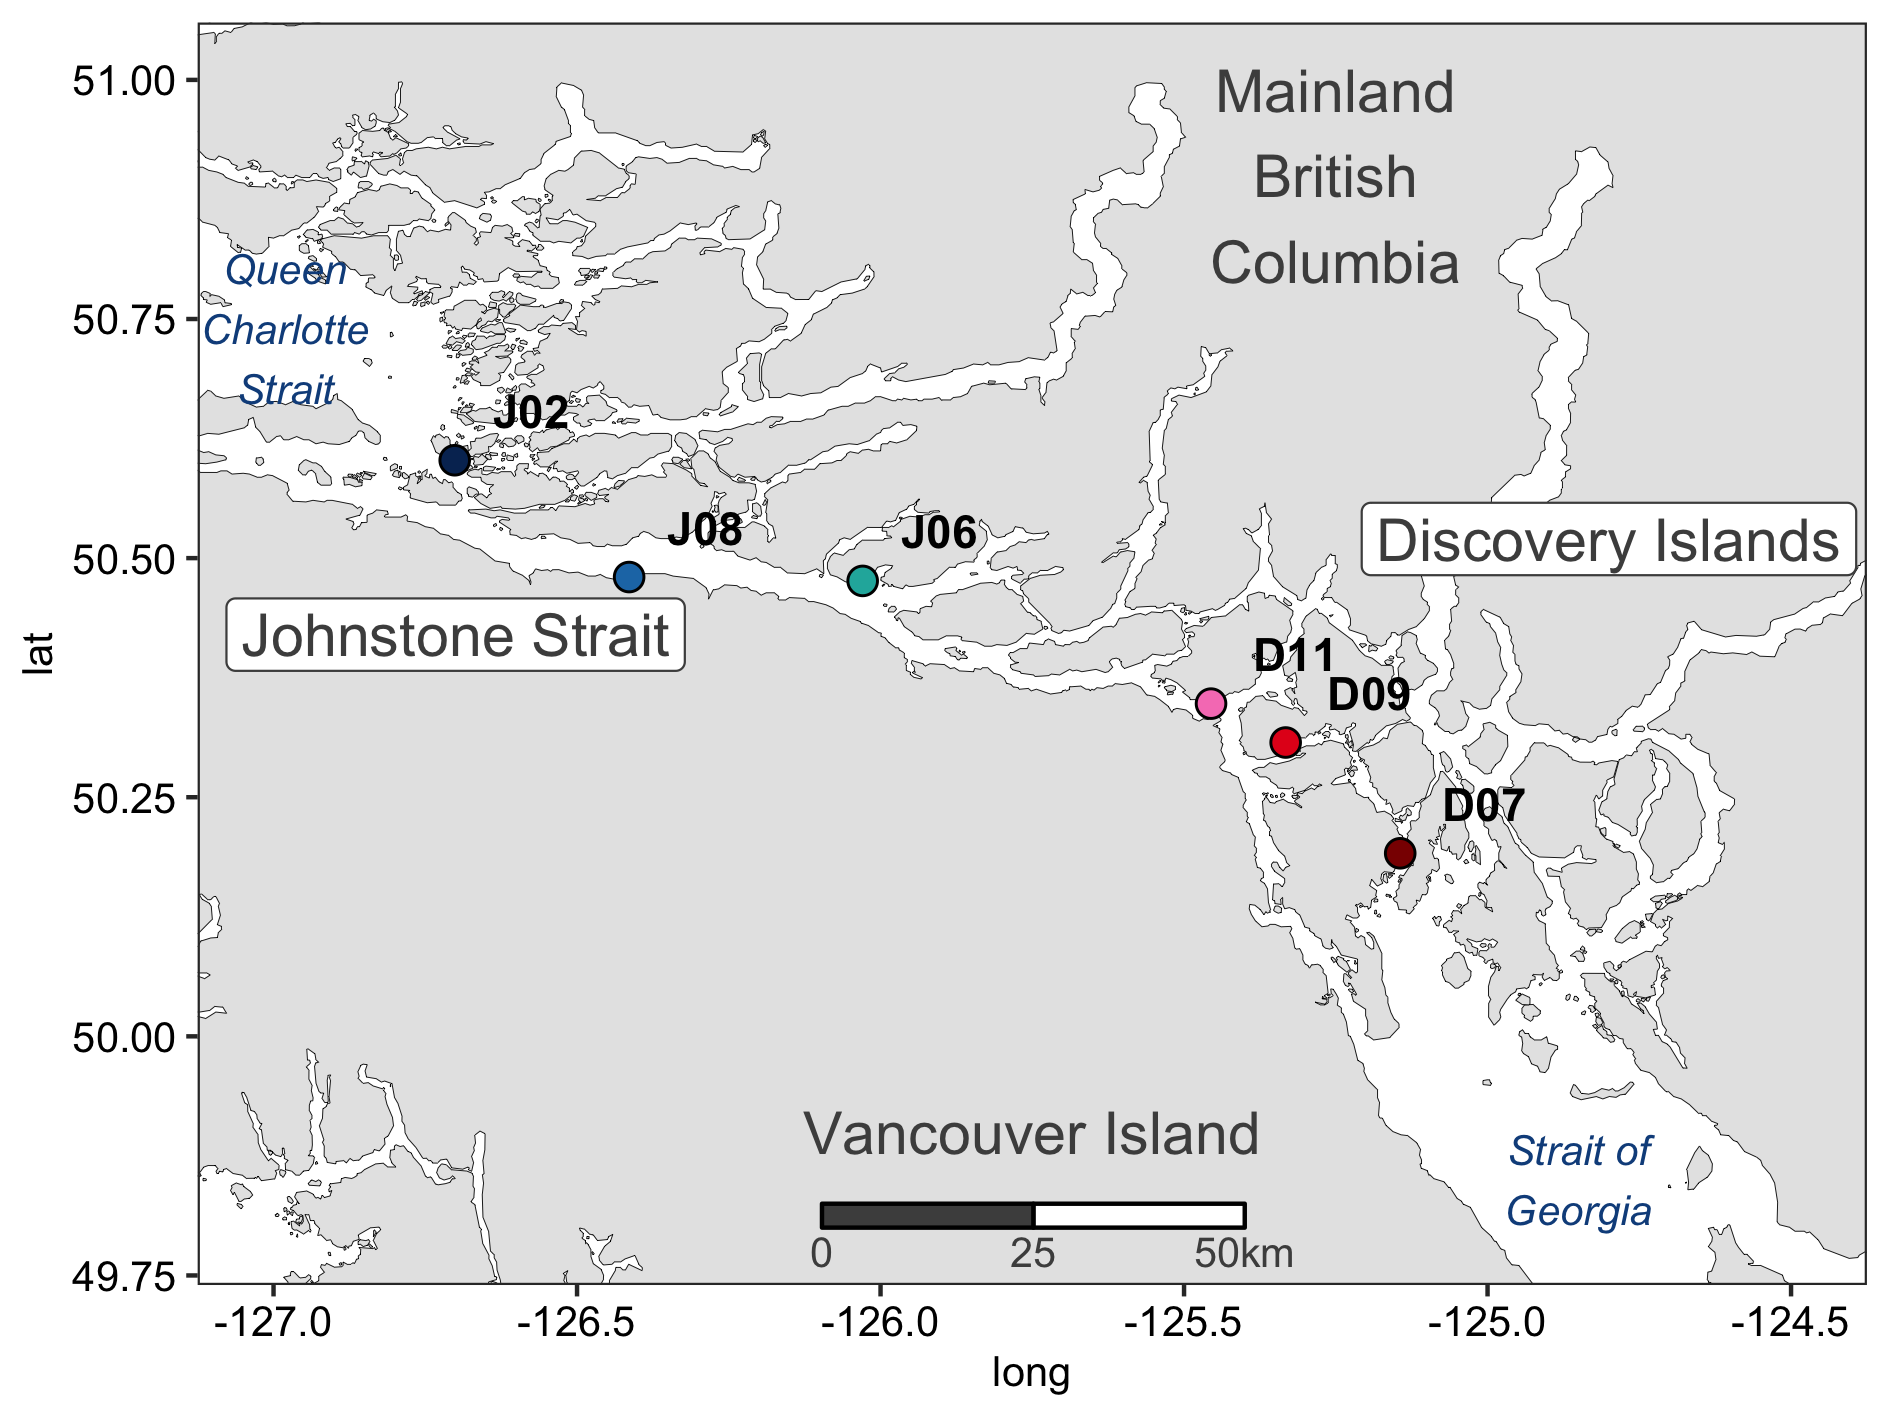 51.00
50.75
50.50
50.25
50.00
49.75
lat
Mainland
British
Columbia
Queen
Charlotte
Strait
J02
J08
J06
Discovery Islands
Johnstone Strait
D11
D09
D07
Vancouver Island
0 25 50km
Strait of
Georgia
-127.0 -126.5 -126.0 -125.5 -125.0 -124.5
long